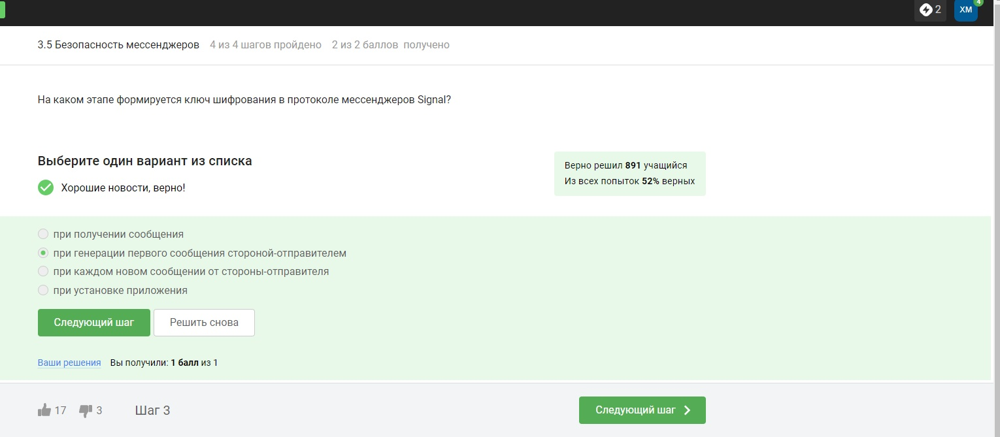 2
ХМ
4
3.5 Безопасность мессенджеров 4 из 4 шагов пройдено 2 из 2 баллов получено
На каком этапе формируется ключ шифрования в протоколе мессенджеров Signal?
Выберите один вариант из списка
Хорошие новости, верно!
Верно решил 891 учащийся
Из всех попыток 52% верных
при получении сообщения
при генерации первого сообщения стороной-отправителем
при каждом новом сообщении от стороны-отправителя
при установке приложения
Следующий шаг Решить снова
Ваши решения Вы получили: 1 балл из 1
17 3 Шаг 3 Следующий шаг